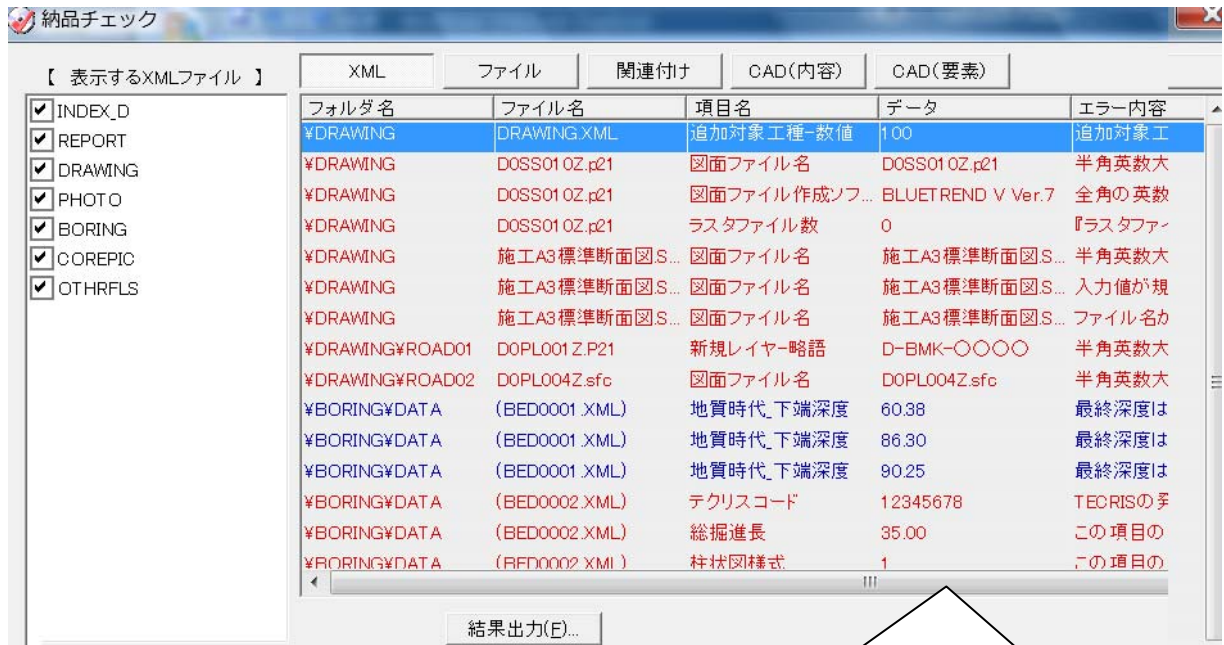 納品チェック
【 表示するXMLファイル 】
XML ファイル 関連付け CAD(内容) CAD(要素)
INDEX_D
REPORT
DRAWING
PHOTO
BORING
COREPIC
OTHRFLS
フォルダ名 ファイル名 項目名 データ エラー内容
¥DRAWING DRAWING.XML 追加対象工種-数値 100 追加対象工
¥DRAWING D0SS010Z.p21 図面ファイル名 D0SS010Z.p21 半角英数大
¥DRAWING D0SS010Z.p21 図面ファイル作成ソフ... BLUETREND V Ver.7 全角の英数
¥DRAWING D0SS010Z.p21 ラスタファイル数 0 『ラスタファイ
¥DRAWING 施工A3標準断面図.S... 図面ファイル名 施工A3標準断面図.S... 半角英数大
¥DRAWING 施工A3標準断面図.S... 図面ファイル名 施工A3標準断面図.S... 入力値が規
¥DRAWING 施工A3標準断面図.S... 図面ファイル名 施工A3標準断面図.S... ファイル名か
¥DRAWING¥ROAD01 D0PL001Z.P21 新規レイヤー略語 D-BMK-〇〇〇〇 半角英数大
¥DRAWING¥ROAD02 D0PL004Z.sfc 図面ファイル名 D0PL004Z.sfc 半角英数大
¥BORING¥DATA (BED0001.XML) 地質時代_下端深度 60.38 最終深度は
¥BORING¥DATA (BED0001.XML) 地質時代_下端深度 86.30 最終深度は
¥BORING¥DATA (BED0001.XML) 地質時代_下端深度 90.25 最終深度は
¥BORING¥DATA (BED0002.XML) テクリスコード 12345678 TECRISの
¥BORING¥DATA (BED0002.XML) 総掘進長 35.00 この項目の
¥BORING¥DATA (BED0002.XML) 柱状図様式 1 この項目の
結果出力(F)...